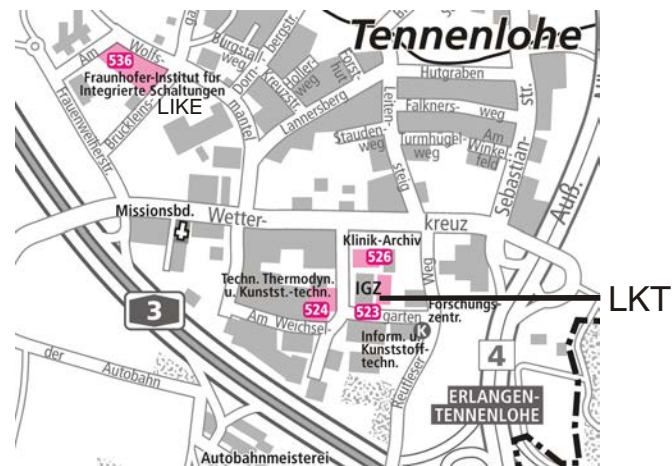 Tennenlohe
Am
Wolfs-
mantel
536
Fraunhofer-Institut für
Integrierte Schaltungen
LIKE
Frauenweiherstr.
Bruckleins-
Burgstall-
weg
Dorn-
Kreuzstr.
Holler-
weg
bergstr.
Forst-
hut
Lannersberg
Hutgraben
Falkners-
weg
Leiten-
steig
Stauden-
weg
Turmhügel-
weg
Am
Winkel-
feld
Sebastian-
str.
Auß.
Missionsbd.
Wetter-
kreuz
Klinik-Archiv
526
Techn. Thermodyn.
u. Kunstst.-techn.
524
IGZ
523
LKT
Weg
Forschungs-
zentr.
Am Weichsel-
garten
K
Inform. u.
Kunststoff-
techn.
Reutleser
3
4
ERLANGEN-
TENNENLOHE
der
Autobahn
Autobahnmeisterei